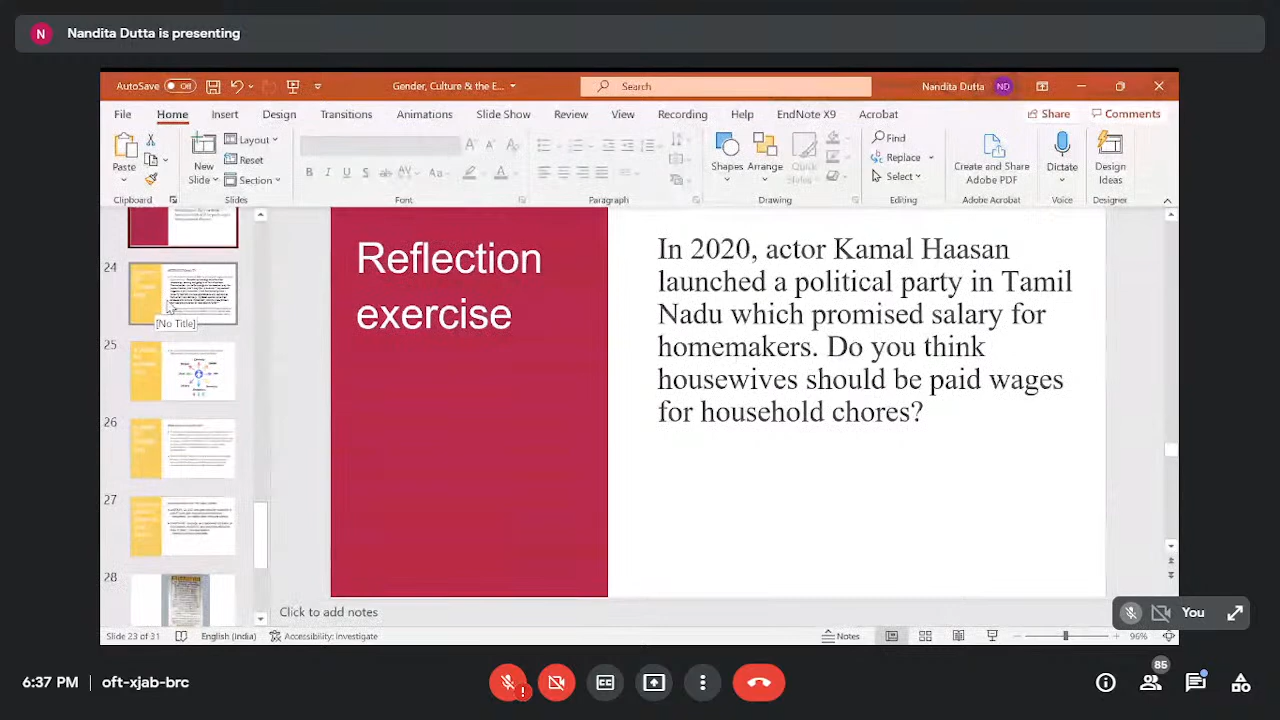 N Nandita Dutta is presenting
AutoSave Off Gender, Culture & the E... Search Nandita Dutta ND
File Home Insert Design Transitions Animations Slide Show Review View Recording Help EndNote X9 Acrobat Share Comments
Paste
New
Slide
Layout
Reset
Section
B I U S ab AV Aa A
Shapes
Arrange
Quick
Styles
Find
Replace
Select
Create and Share
Adobe PDF
Dictate
Design
Ideas
Clipboard Slides Font Paragraph Drawing Editing Adobe Acrobat Voice Designer
24
[No Title]
25
26
27
28
Reflection
exercise
In 2020, actor Kamal Haasan
launched a political party in Tamil
Nadu which promised salary for
homemakers. Do you think
housewives should be paid wages
for household chores?
Click to add notes
Slide 23 of 31 English (India) Accessibility: Investigate Notes 96%
You
6:37 PM | oft-xjab-brc
CC
85